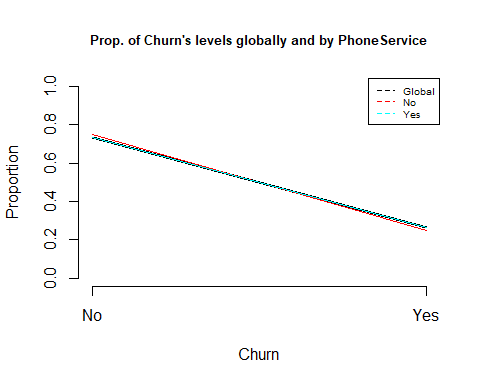 Prop. of Churn's levels globally and by PhoneService
Global
No
Yes
1.0
0.8
0.6
0.4
0.2
0.0
Proportion
No
Yes
Churn